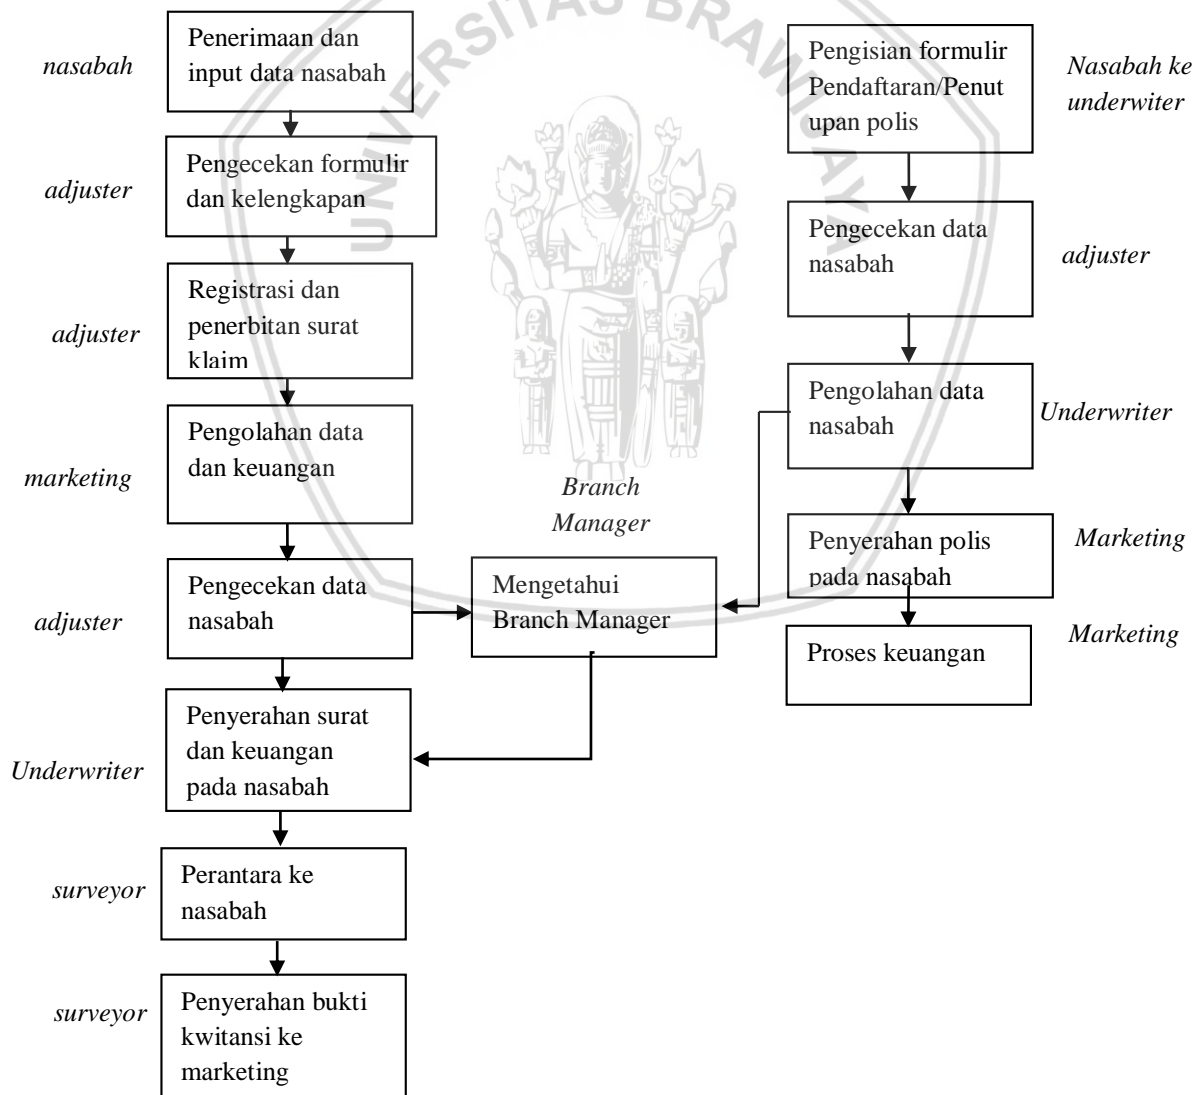 UNIVERSITAS BRAWIJAYA
nasabah
Penerimaan dan
input data nasabah
adjuster
Pengecekan formulir
dan kelengkapan
adjuster
Registrasi dan
penerbitan surat
klaim
marketing
Pengolahan data
dan keuangan
adjuster
Pengecekan data
nasabah
Underwriter
Penyerahan surat
dan keuangan
pada nasabah
surveyor
Perantara ke
nasabah
surveyor
Penyerahan bukti
kwitansi ke
marketing
Branch
Manager
Mengetahui
Branch Manager
Pengisian formulir
Pendaftaran/Penut
upan polis
Nasabah ke
underwiter
Pengecekan data
nasabah
adjuster
Pengolahan data
nasabah
Underwriter
Penyerahan polis
pada nasabah
Marketing
Proses keuangan
Marketing